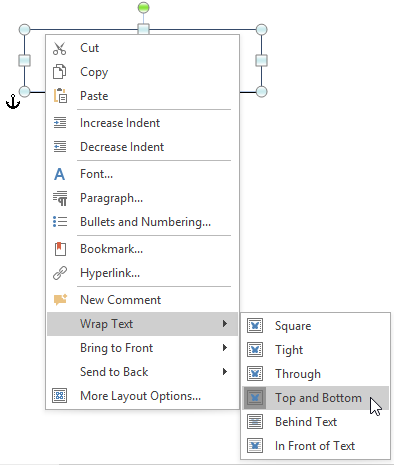 Cut
Copy
Paste
Increase Indent
Decrease Indent
Font...
Paragraph...
Bullets and Numbering...
Bookmark...
Hyperlink...
New Comment
Wrap Text
Bring to Front
Send to Back
More Layout Options...
Square
Tight
Through
Top and Bottom
Behind Text
In Front of Text